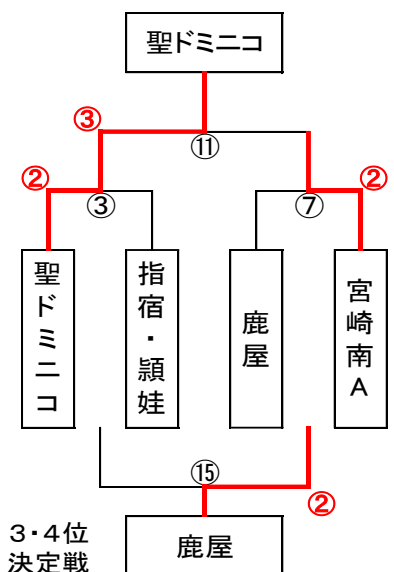 聖ドミニコ
③
⑪
② ②
③ ⑦
聖ドミニコ
指宿・頴娃
鹿屋
宮崎南A
⑮
②
3・4位
決定戦
鹿屋